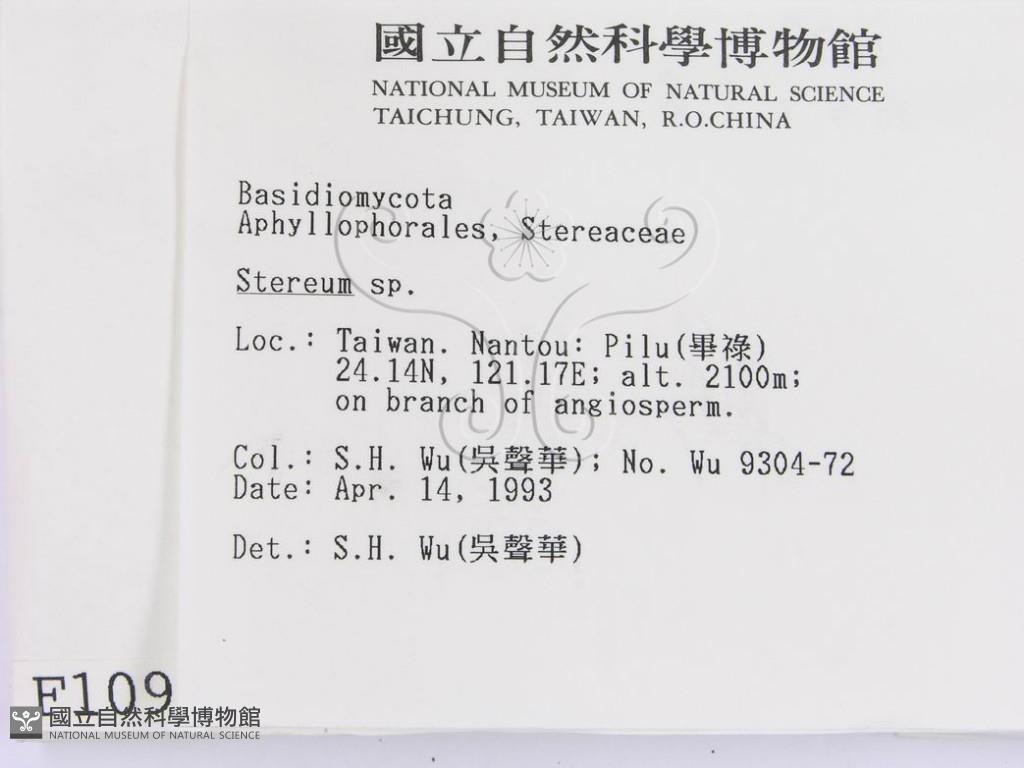 國立自然科學博物館
NATIONAL MUSEUM OF NATURAL SCIENCE
TAICHUNG, TAIWAN, R.O.CHINA
Basidiomycota
Aphyllophorales, Stereaceae
Stereum sp.
Loc.: Taiwan. Nantou: Pilu(畢祿)
24.14N, 121.17E; alt. 2100m;
on branch of angiosperm.
Col.: S.H. Wu(吳聲華); No. Wu 9304-72
Date: Apr. 14, 1993
Det.: S.H. Wu(吳聲華)
F109
國立自然科學博物館
NATIONAL MUSEUM OF NATURAL SCIENCE